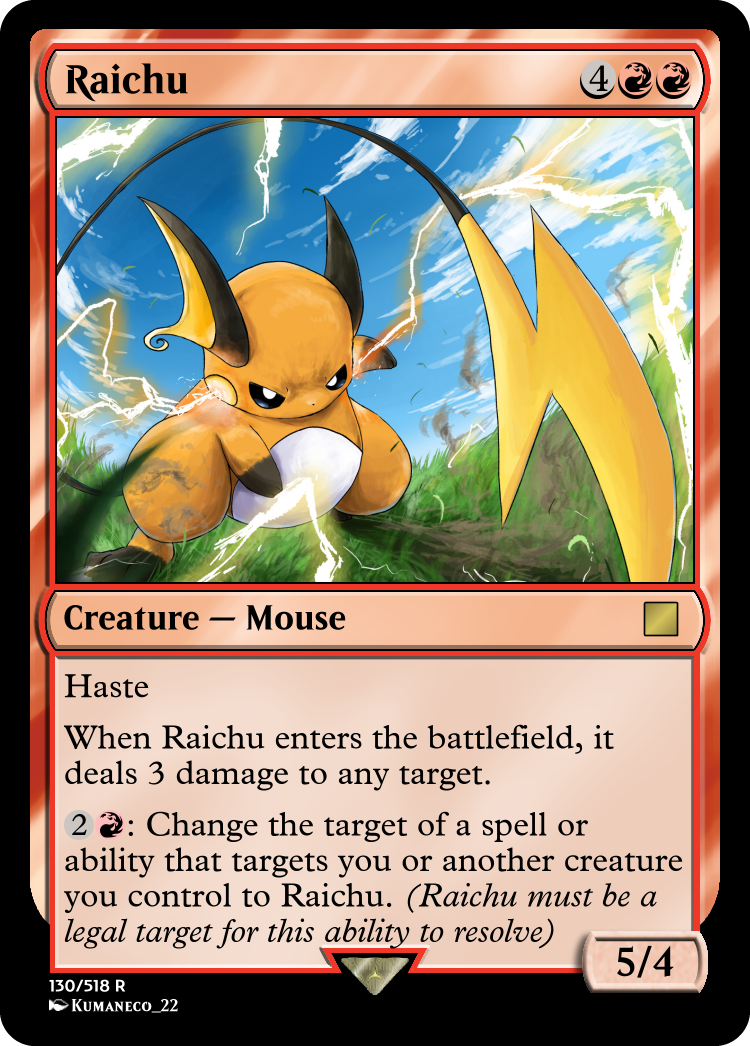 Raichu 4
Creature — Mouse
Haste
When Raichu enters the battlefield, it
deals 3 damage to any target.
2 : Change the target of a spell or
ability that targets you or another creature
you control to Raichu. (Raichu must be a
legal target for this ability to resolve)
5/4
130/518 R
Kumaneco_22